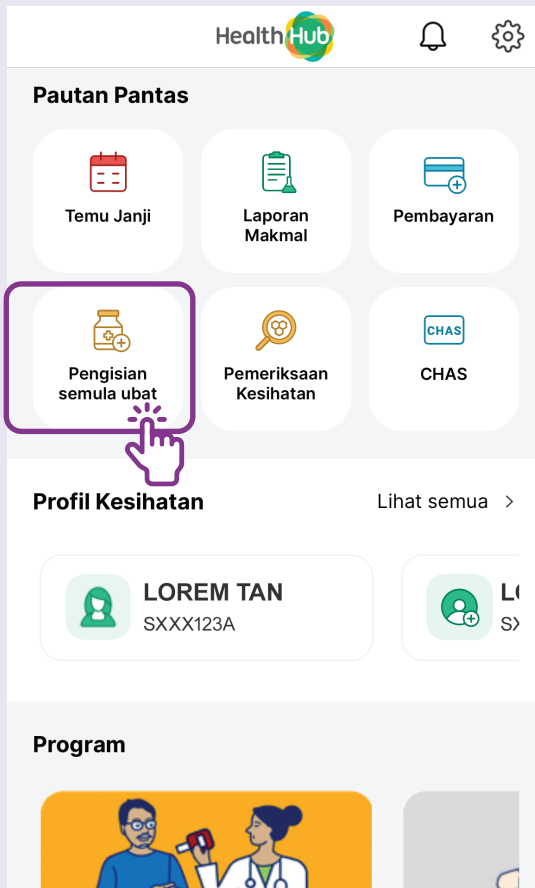 HealthHub
Pautan Pantas
Temu Janji
Laporan
Makmal
Pembayaran
CHAS
Pengisian
semula ubat
Pemeriksaan
Kesihatan
CHAS
Profil Kesihatan
Lihat semua
LOREM TAN
SXXX123A
Program